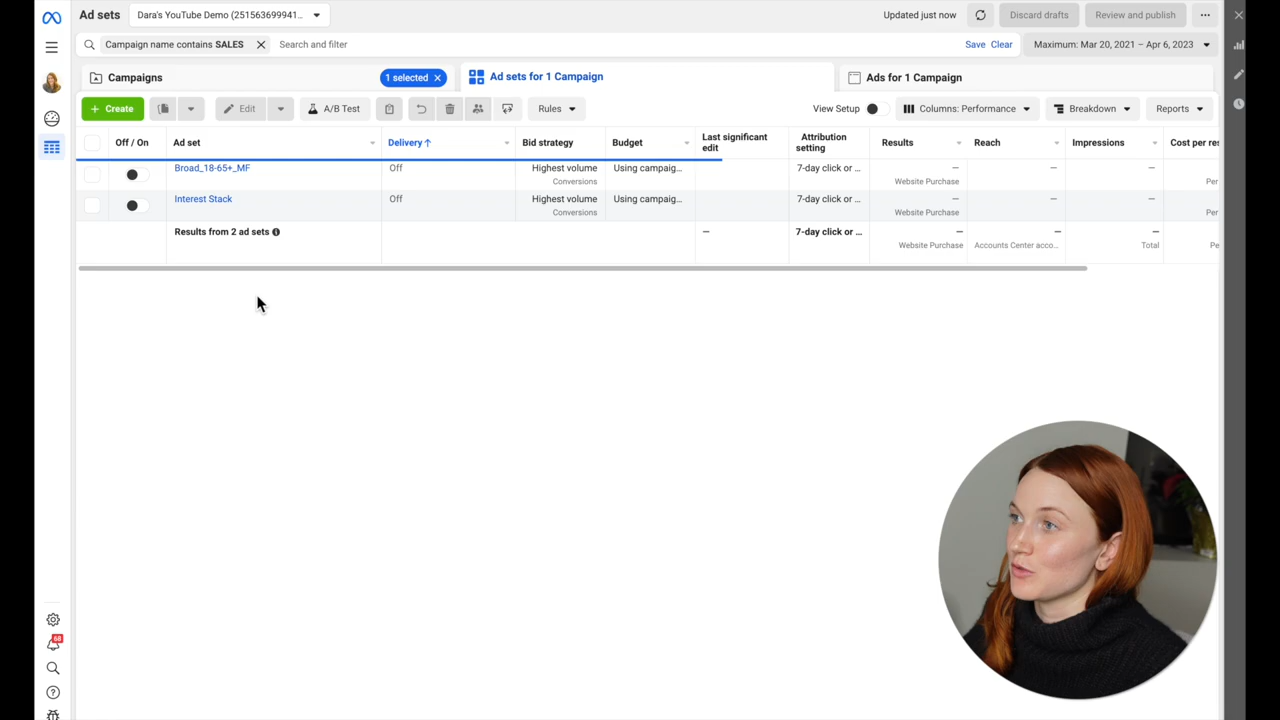 Ad sets
Dara's YouTube Demo (251563699941...
Updated just now
Discard drafts
Review and publish
Campaign name contains SALES
Search and filter
Save
Clear
Maximum: Mar 20, 2021 – Apr 6, 2023
Campaigns
1 selected
Ad sets for 1 Campaign
Ads for 1 Campaign
+ Create
Edit
A/B Test
Rules
View Setup
Columns: Performance
Breakdown
Reports
Off / On
Ad set
Delivery ↑
Bid strategy
Budget
Last significant
edit
Attribution
setting
Results
Reach
Impressions
Cost per res
Broad_18-65+_MF
Off
Highest volume
Conversions
Using campaig...
7-day click or ...
—
Website Purchase
—
—
Per
Interest Stack
Off
Highest volume
Conversions
Using campaig...
7-day click or ...
—
Website Purchase
—
—
Per
Results from 2 ad sets
—
7-day click or ...
—
Website Purchase
—
Accounts Center acco...
—
Total
Pe
68